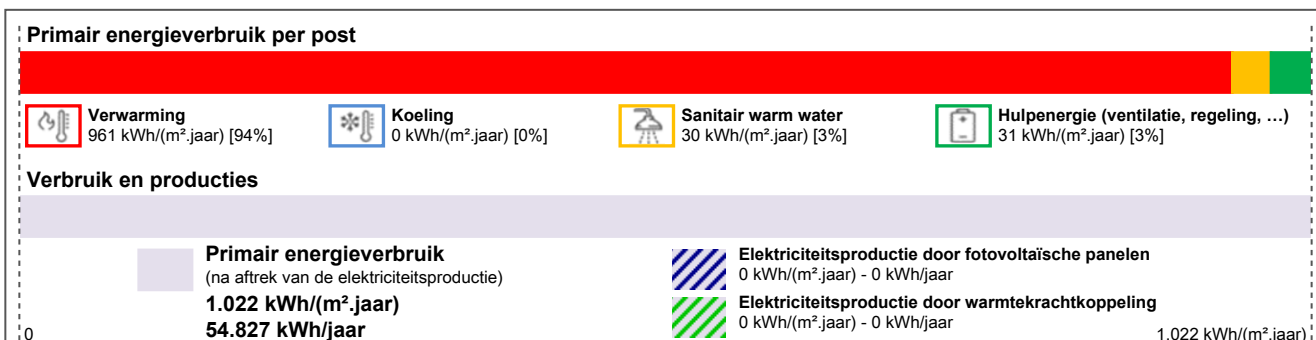 Primair energieverbruik per post
Verwarming
961 kWh/(m².jaar) [94%]
Koeling
0 kWh/(m².jaar) [0%]
Sanitair warm water
30 kWh/(m².jaar) [3%]
Hulpenergie (ventilatie, regeling, …)
31 kWh/(m².jaar) [3%]
Verbruik en producties
Primair energieverbruik
(na aftrek van de elektriciteitsproductie)
1.022 kWh/(m².jaar)
54.827 kWh/jaar
Elektriciteitsproductie door fotovoltaïsche panelen
0 kWh/(m².jaar) - 0 kWh/jaar
Elektriciteitsproductie door warmtekrachtkoppeling
0 kWh/(m².jaar) - 0 kWh/jaar
0
1.022 kWh/(m².jaar)